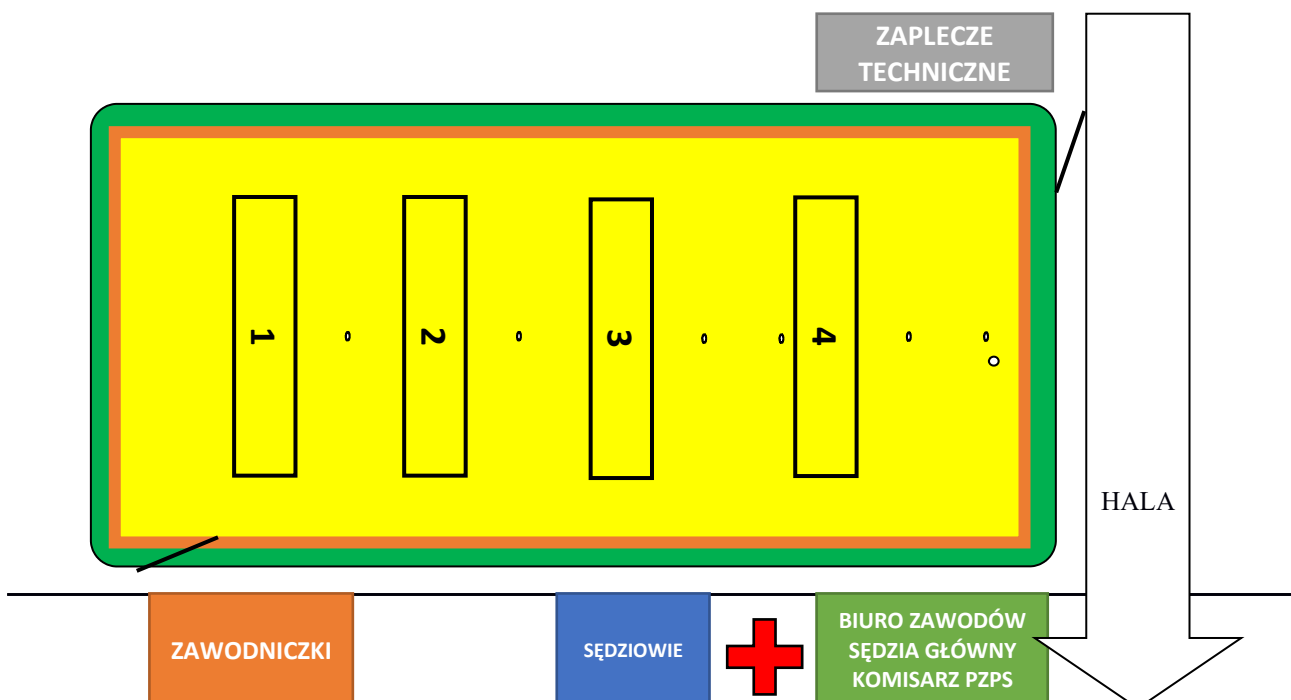 ZAPLECZE
TECHNICZNE
1
2
3
4
HALA
ZAWODNICZKI
SĘDZIOWIE
BIURO ZAWODÓW
SĘDZIA GŁÓWNY
KOMISARZ PZPS